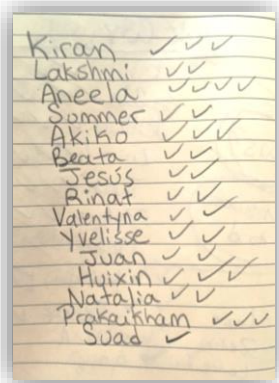 Kiran ✓ ✓ ✓
Lakshmi ✓ ✓
Aneela ✓ ✓ ✓ ✓
Sommer ✓ ✓
Akiko ✓ ✓ ✓
Beata ✓ ✓
Jesús ✓ ✓
Rinat ✓ ✓
Valentyna ✓ ✓
Yvelisse ✓ ✓
Juan ✓ ✓
Huixin ✓ ✓ ✓
Natalia ✓ ✓
Prakaikham ✓ ✓ ✓
Suad ✓